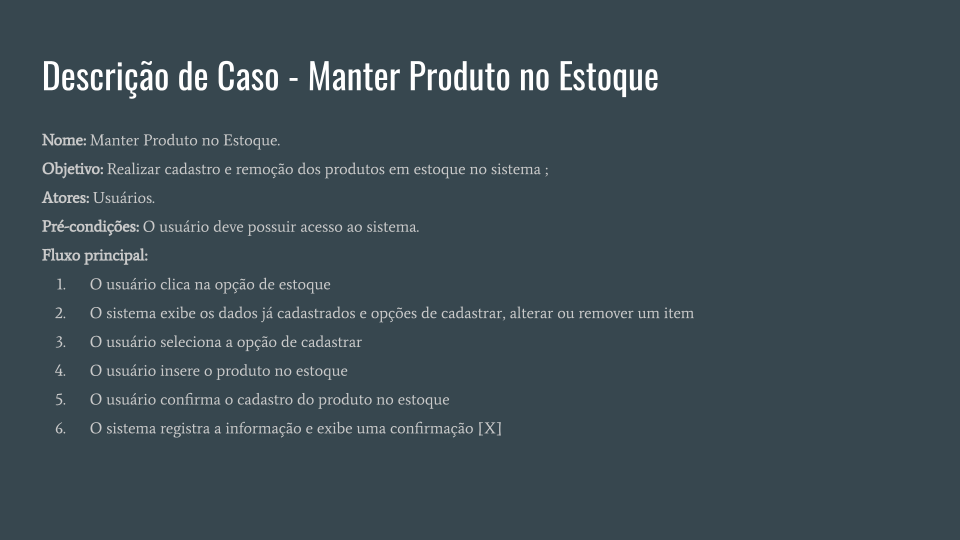 Descrição de Caso - Manter Produto no Estoque
Nome: Manter Produto no Estoque.
Objetivo: Realizar cadastro e remoção dos produtos em estoque no sistema ;
Atores: Usuários.
Pré-condições: O usuário deve possuir acesso ao sistema.
Fluxo principal:
1. O usuário clica na opção de estoque
2. O sistema exibe os dados já cadastrados e opções de cadastrar, alterar ou remover um item
3. O usuário seleciona a opção de cadastrar
4. O usuário insere o produto no estoque
5. O usuário confirma o cadastro do produto no estoque
6. O sistema registra a informação e exibe uma confirmação [X]